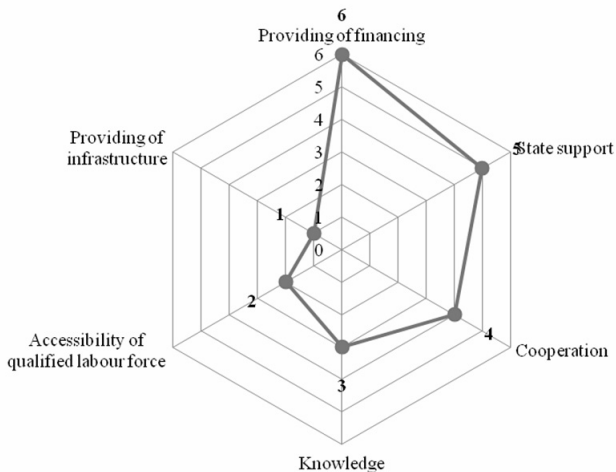 6
Providing of financing
6
5
4
3
2
1
0
5
State support
Providing of
infrastructure
1
2
Accessibility of
qualified labour force
4
Cooperation
3
Knowledge